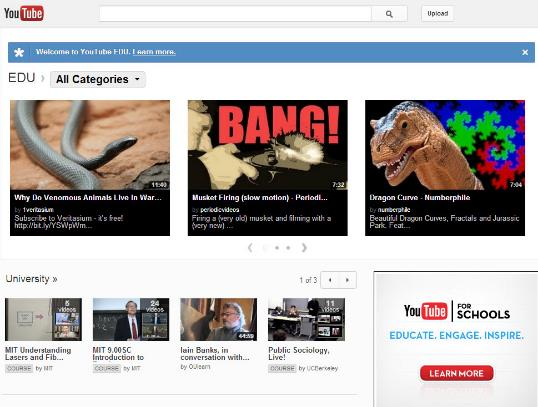 YouTube
Upload
Welcome to YouTube EDU. Learn more.
EDU › All Categories
BANG!
11:40
7:32
7:04
Why Do Venomous Animals Live In War...
by 1veritasium
Subscribe to Veritasium - it's free!
http://bit.ly/YSWpWm...
Musket Firing (slow motion) - Periodi...
by periodicvideos
Firing a (very old) musket and filming with a
(very new) ...
Dragon Curve - Numberphile
by numberphile
Beautiful Dragon Curves, Fractals and Jurassic
Park. Feat...
University »
1 of 3
5
videos
24
videos
44:59
11
videos
MIT Understanding
Lasers and Fib...
COURSE by MIT
MIT 9.00SC
Introduction to
COURSE by MIT
Iain Banks, in
conversation with...
by OUlearn
Public Sociology,
Live!
COURSE by UCBerkeley
YouTube FOR
SCHOOLS
EDUCATE. ENGAGE. INSPIRE.
LEARN MORE